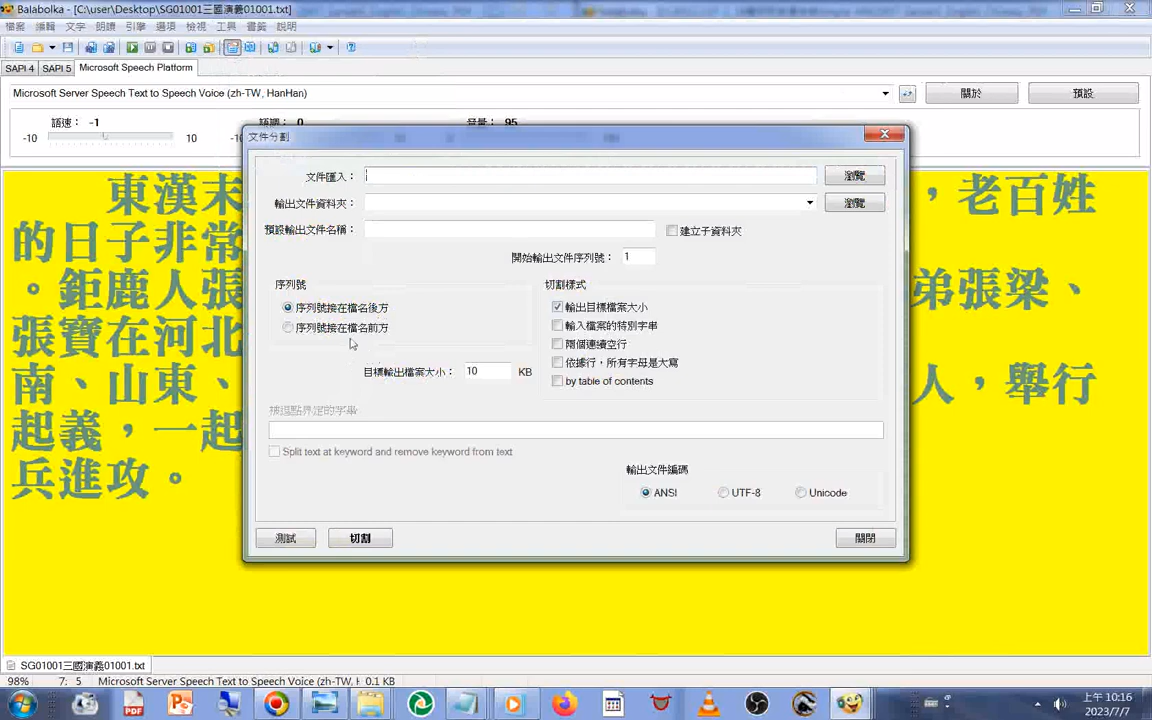 Balabolka - [C:\user\Desktop\SG01001三國演義01001.txt]
檔案 編輯 文字 朗讀 引擎 選項 檢視 工具 書籤 說明
SAPI 4 SAPI 5 Microsoft Speech Platform
Microsoft Server Speech Text to Speech Voice (zh-TW, HanHan)
關於 預設
語速： -1 0 95
-10 10
文件分割
文件匯入： 瀏覽
輸出文件資料夾： 瀏覽
預設輸出文件名稱： 建立子資料夾
開始輸出文件序列號： 1
序列號
序列號接在檔名後方
序列號接在檔名前方
目標輸出檔案大小： 10 KB
切割樣式
輸出目標檔案大小
輸入檔案的特別字串
兩個連續空行
依據行，所有字母是大寫
by table of contents
Split text at keyword and remove keyword from text
輸出文件編碼
ANSI UTF-8 Unicode
測試 切割 關閉
東漢末 ，老百姓
的日子非常
。鉅鹿人張 弟張梁、
張寶在河北
南、山東、 人，舉行
起義，一起
兵進攻。
SG01001三國演義01001.txt
98% 7: 5 Microsoft Server Speech Text to Speech Voice (zh-TW, H 0.1 KB
PDF
上午 10:16
2023/7/7